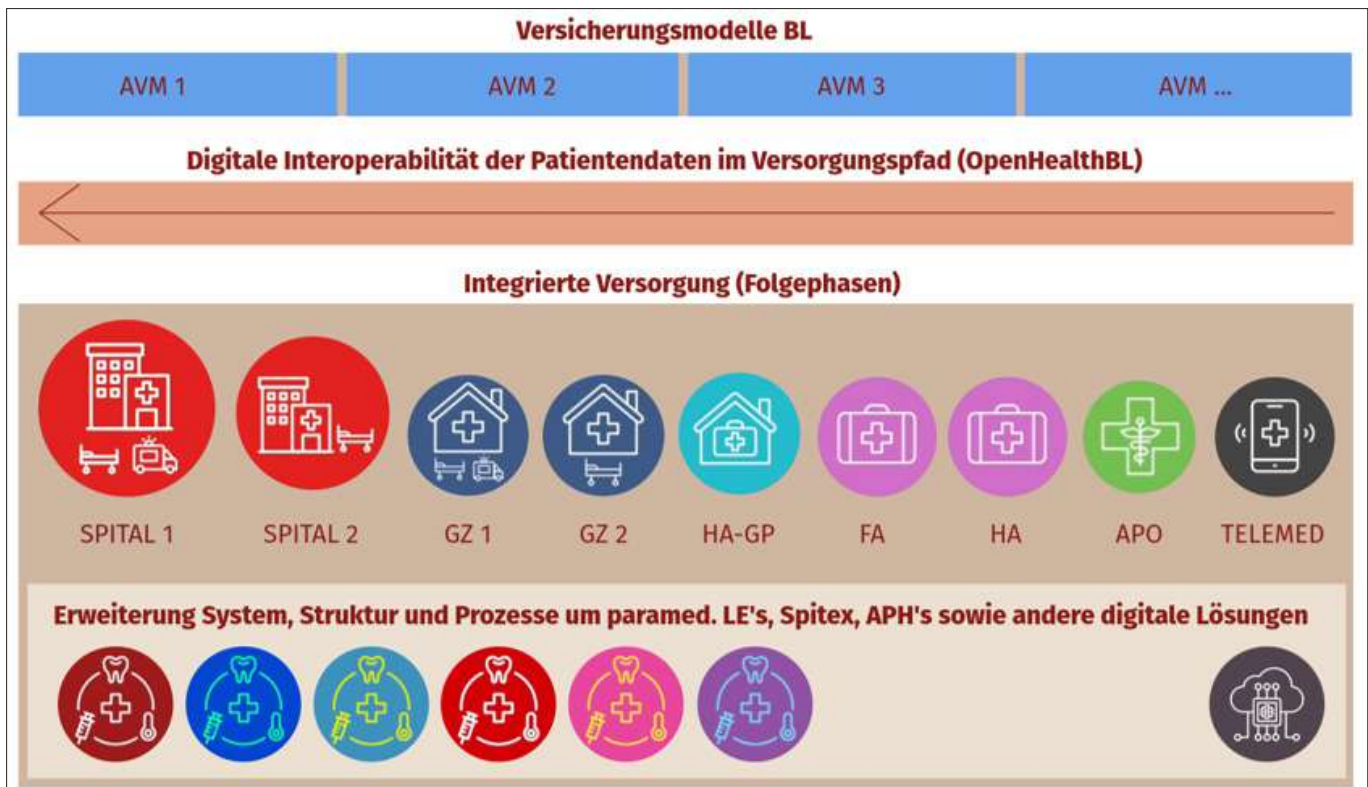 Versicherungsmodelle BL
AVM 1 AVM 2 AVM 3 AVM ...
Digitale Interoperabilität der Patientendaten im Versorgungspfad (OpenHealthBL)
Integrierte Versorgung (Folgephasen)
SPITAL 1 SPITAL 2 GZ 1 GZ 2 HA-GP FA HA APO TELEMED
Erweiterung System, Struktur und Prozesse um paramed. LE's, Spitex, APH's sowie andere digitale Lösungen